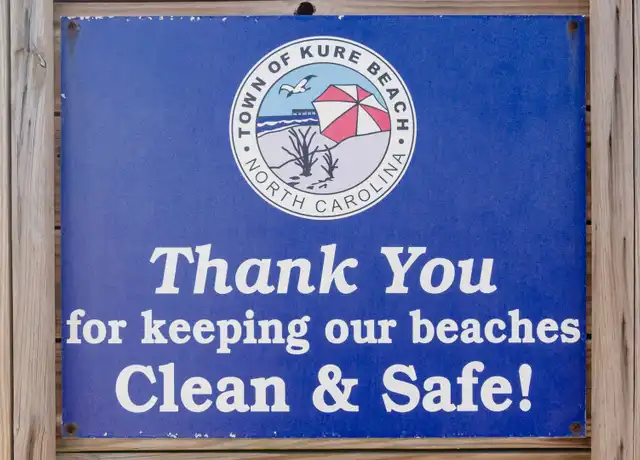 TOWN OF KURE BEACH
NORTH CAROLINA
Thank You
for keeping our beaches
Clean & Safe!